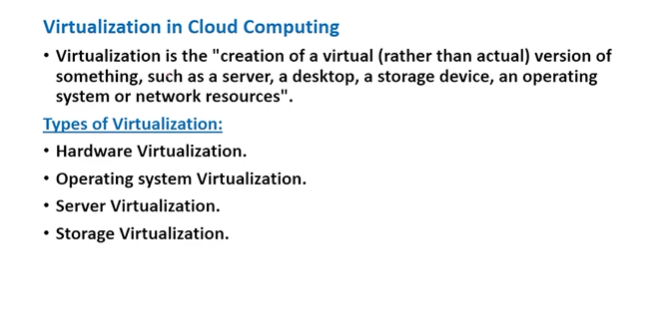 Virtualization in Cloud Computing
• Virtualization is the "creation of a virtual (rather than actual) version of
something, such as a server, a desktop, a storage device, an operating
system or network resources".
Types of Virtualization:
• Hardware Virtualization.
• Operating system Virtualization.
• Server Virtualization.
• Storage Virtualization.